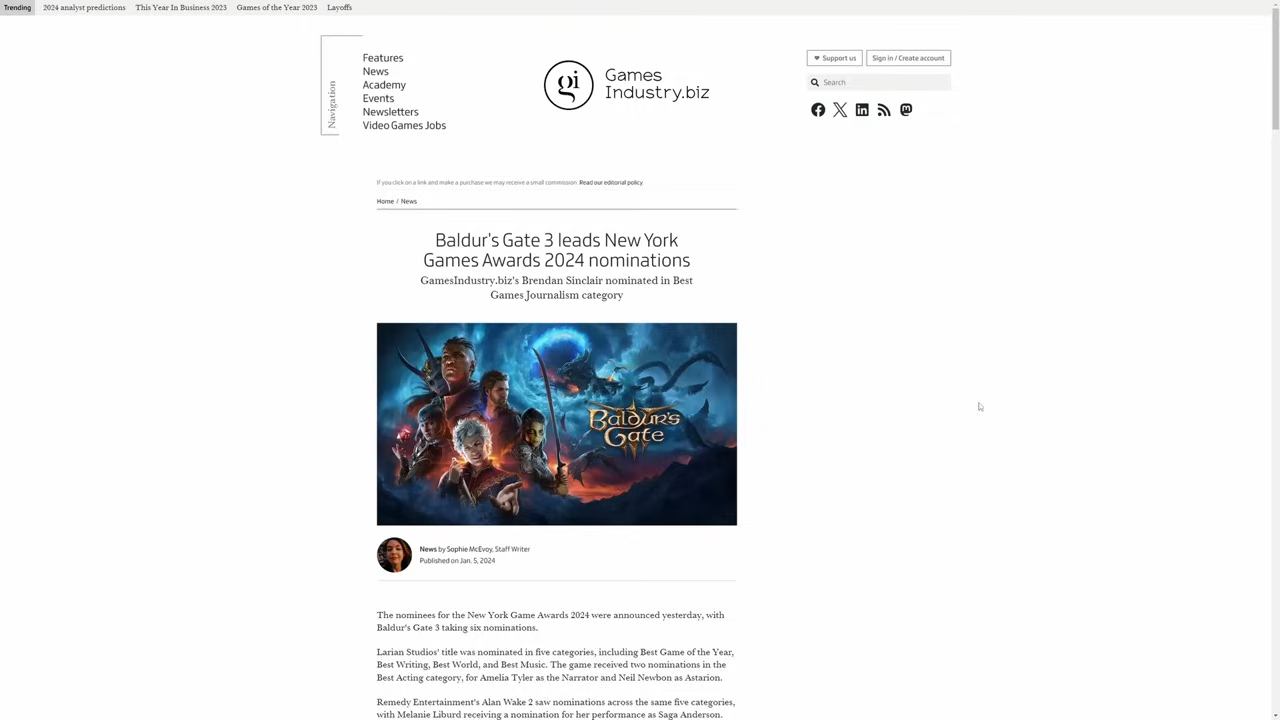 Trending
2024 analyst predictions
This Year In Business 2023
Games of the Year 2023
Layoffs
Navigation
Features
News
Academy
Events
Newsletters
Video Games Jobs
gi
Games
Industry.biz
Support us
Sign in / Create account
Search
If you click on a link and make a purchase we may receive a small commission. Read our editorial policy.
Home / News
Baldur's Gate 3 leads New York
Games Awards 2024 nominations
GamesIndustry.biz's Brendan Sinclair nominated in Best
Games Journalism category
BALDUR'S
GATE
III
News by Sophie McEvoy, Staff Writer
Published on Jan. 5, 2024
The nominees for the New York Game Awards 2024 were announced yesterday, with
Baldur's Gate 3 taking six nominations.
Larian Studios' title was nominated in five categories, including Best Game of the Year,
Best Writing, Best World, and Best Music. The game received two nominations in the
Best Acting category, for Amelia Tyler as the Narrator and Neil Newbon as Astarion.
Remedy Entertainment's Alan Wake 2 saw nominations across the same five categories,
with Melanie Liburd receiving a nomination for her performance as Saga Anderson.